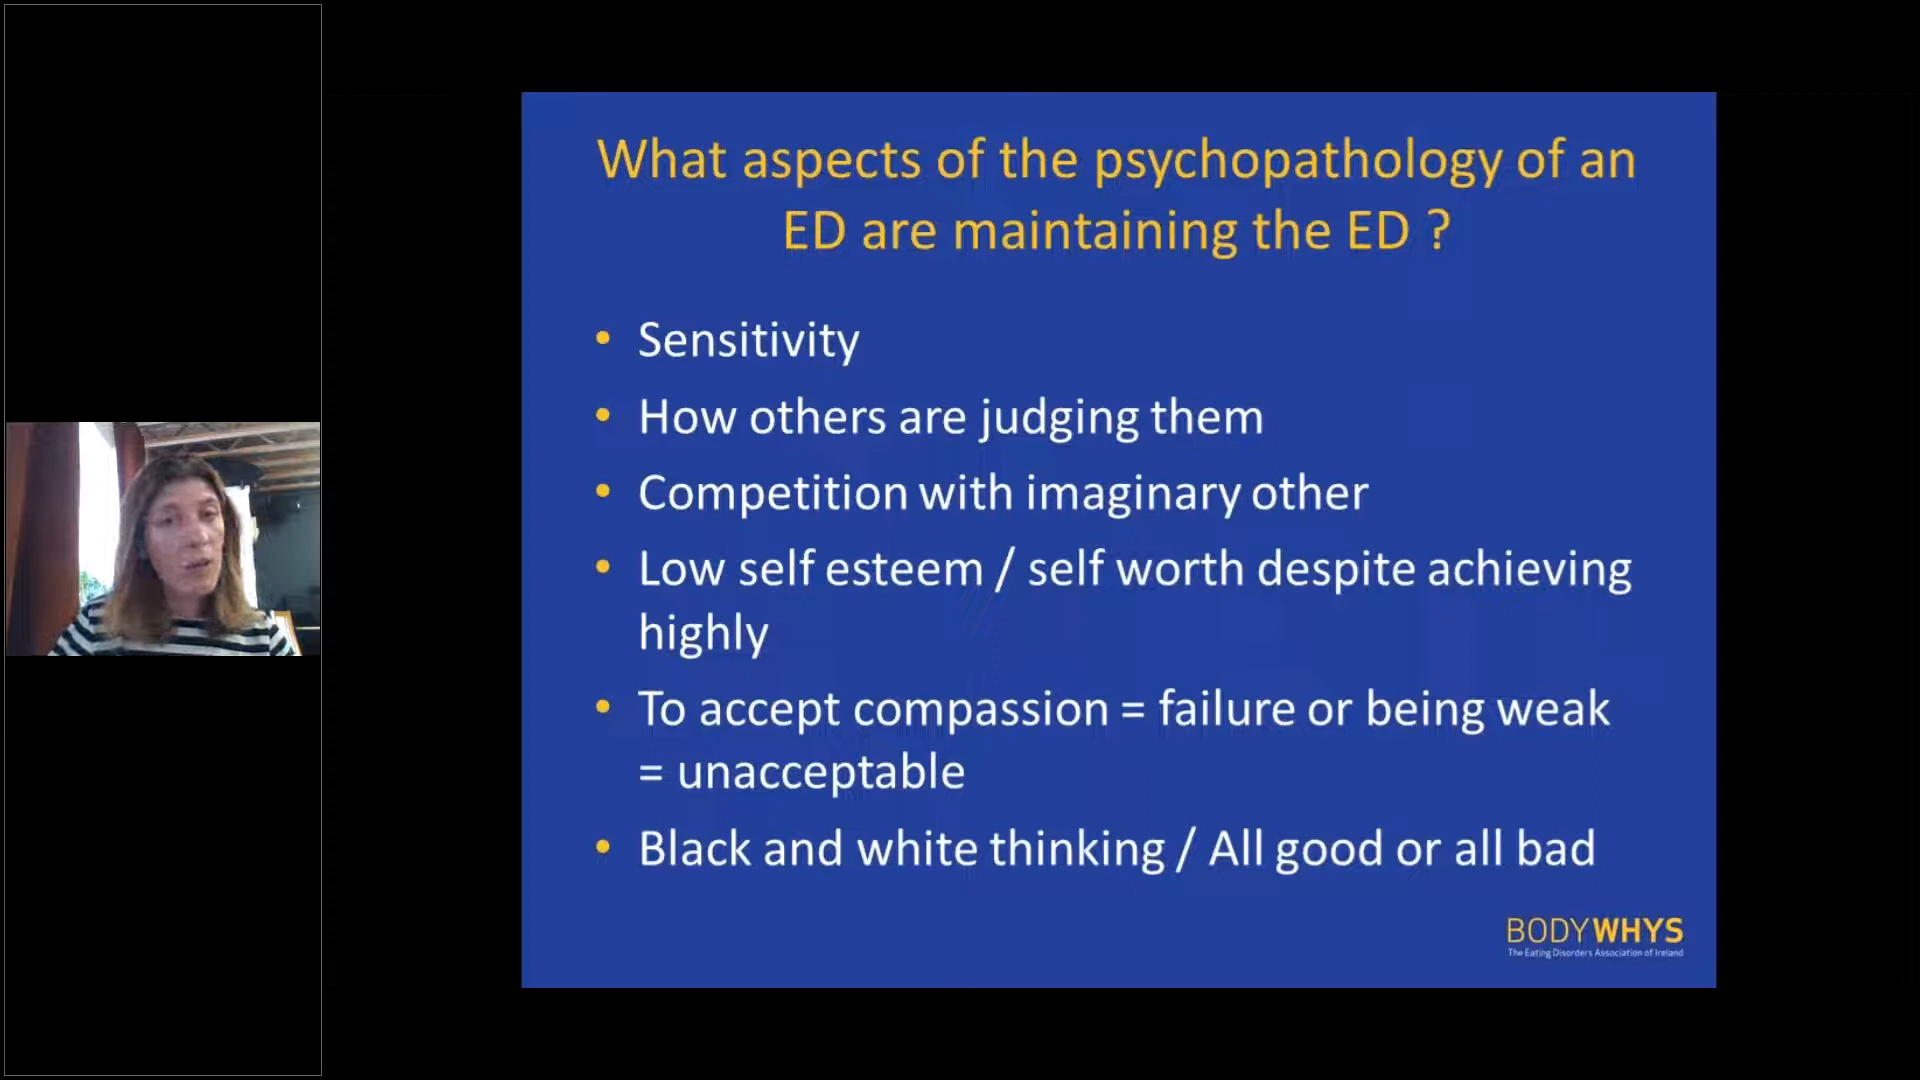 What aspects of the psychopathology of an
ED are maintaining the ED ?
• Sensitivity
• How others are judging them
• Competition with imaginary other
• Low self esteem / self worth despite achieving
highly
• To accept compassion = failure or being weak
= unacceptable
• Black and white thinking / All good or all bad
BODYWHYS
The Eating Disorders Association of Ireland